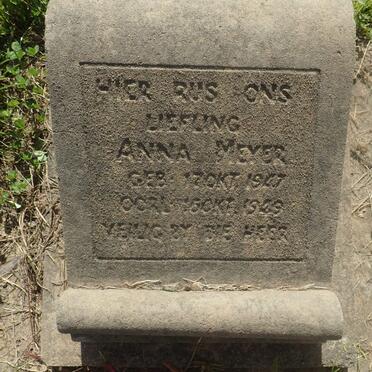 HIER RUS ONS
LIEFLING
ANNA MEYER
GEB. 17 OKT. 1947
OORL. 16 OKT. 1949
VEILIG BY DIE HEER